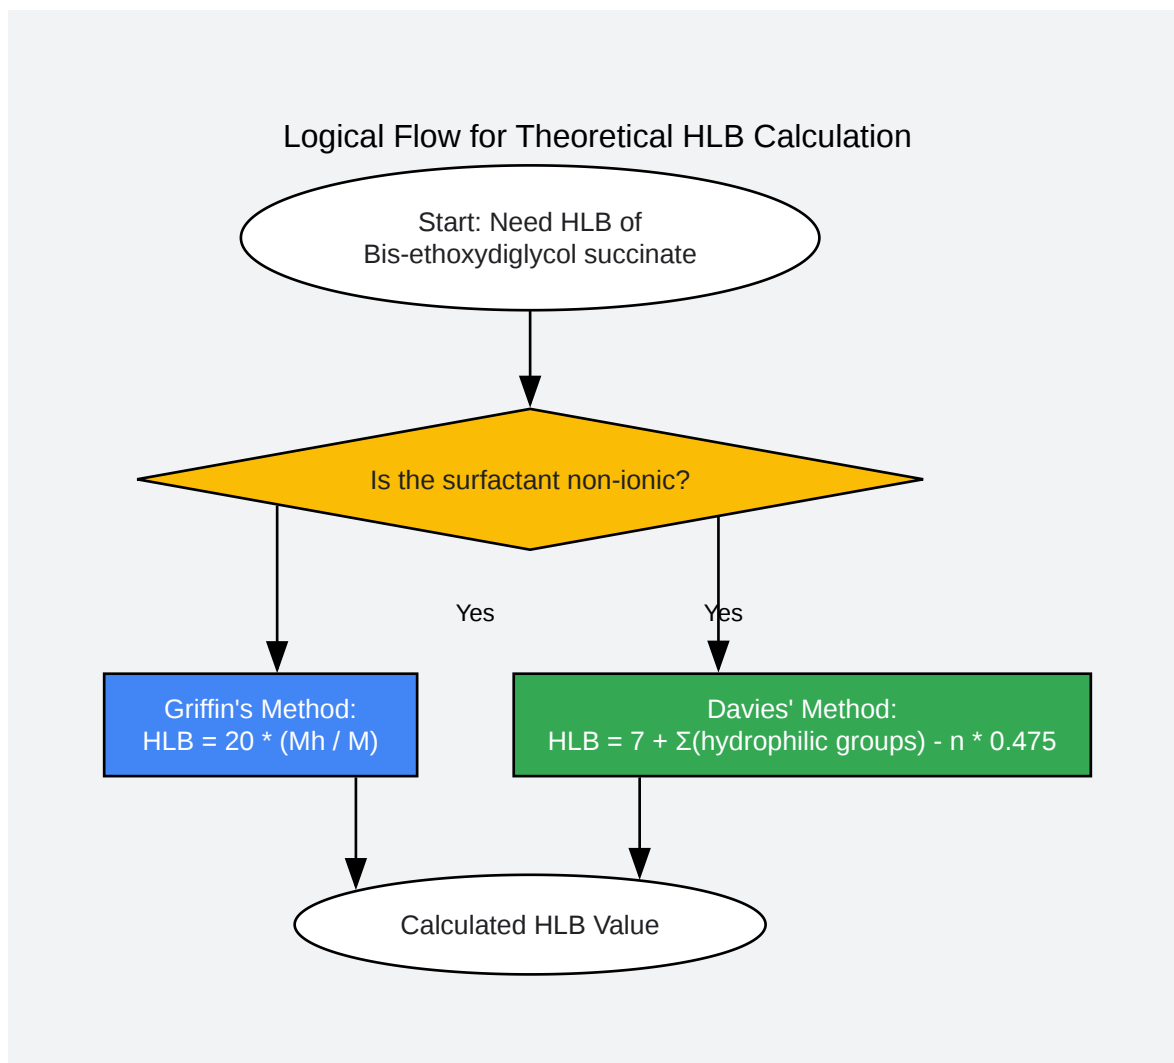 Logical Flow for Theoretical HLB Calculation
Start: Need HLB of
Bis-ethoxydiglycol succinate
Is the surfactant non-ionic?
Yes
Yes
Griffin's Method:
HLB = 20 * (Mh / M)
Davies' Method:
HLB = 7 + Σ(hydrophilic groups) - n * 0.475
Calculated HLB Value